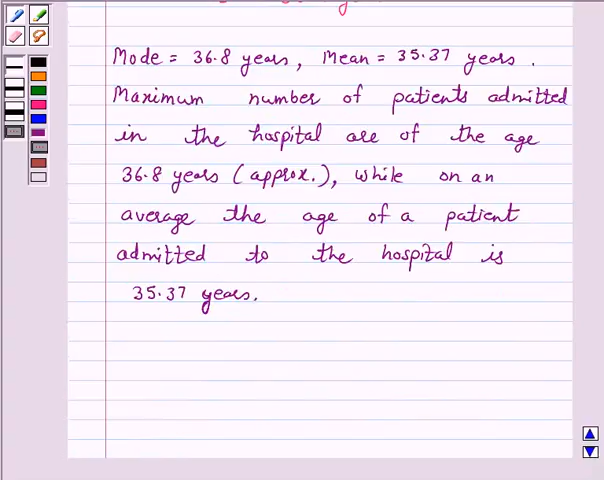 Mode = 36.8 years, Mean = 35.37 years.
Maximum number of patients admitted
in the hospital are of the age
36.8 years (approx.), while on an
average the age of a patient
admitted to the hospital is
35.37 years.